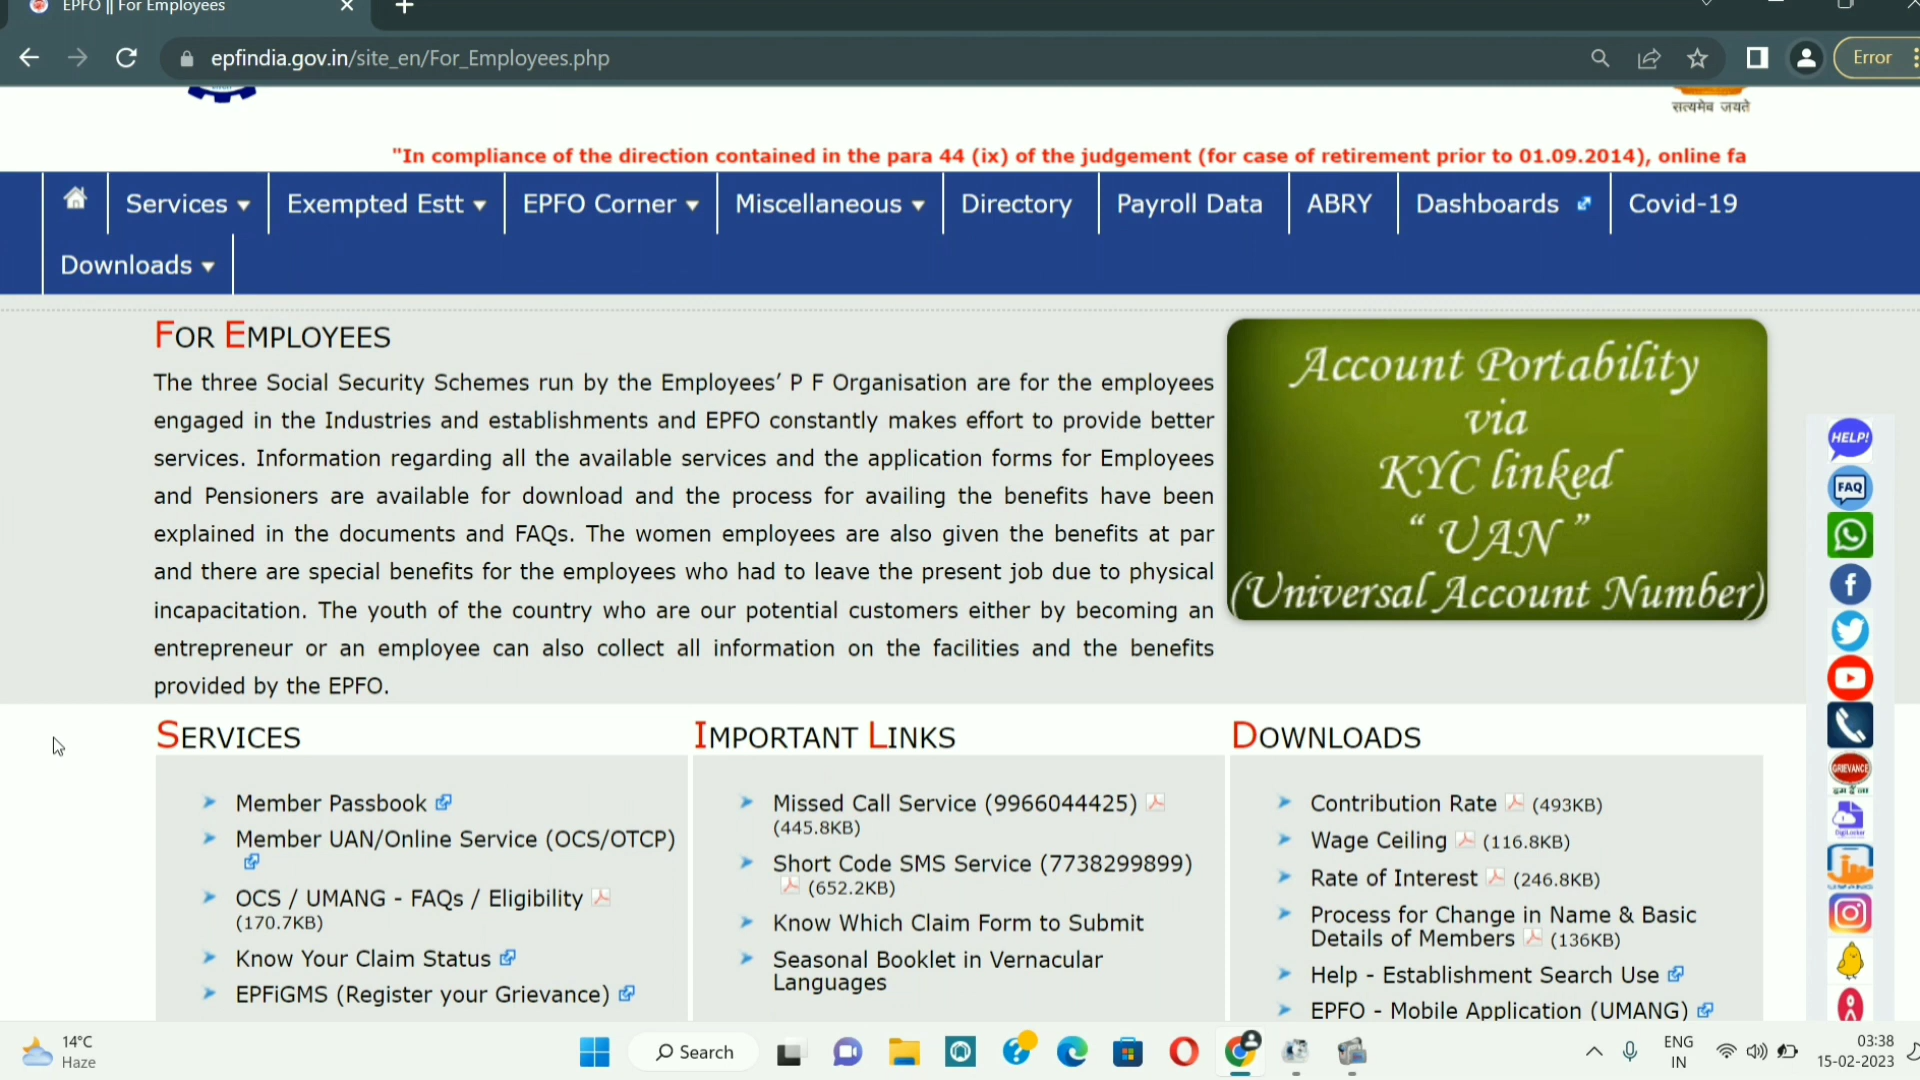 EPFO || For Employees
epfindia.gov.in/site_en/For_Employees.php
Error
सत्यमेव जयते
"In compliance of the direction contained in the para 44 (ix) of the judgement (for case of retirement prior to 01.09.2014), online fa
Services
Exempted Estt
EPFO Corner
Miscellaneous
Directory
Payroll Data
ABRY
Dashboards
Covid-19
Downloads
FOR EMPLOYEES
The three Social Security Schemes run by the Employees' P F Organisation are for the employees
engaged in the Industries and establishments and EPFO constantly makes effort to provide better
services. Information regarding all the available services and the application forms for Employees
and Pensioners are available for download and the process for availing the benefits have been
explained in the documents and FAQs. The women employees are also given the benefits at par
and there are special benefits for the employees who had to leave the present job due to physical
incapacitation. The youth of the country who are our potential customers either by becoming an
entrepreneur or an employee can also collect all information on the facilities and the benefits
provided by the EPFO.
Account Portability
via
KYC linked
“ UAN ”
(Universal Account Number)
HELP!
FAQ
GRIEVANCE
हम हैं ना
DigiLocker
UMANG
SERVICES
Member Passbook
Member UAN/Online Service (OCS/OTCP)
OCS / UMANG - FAQs / Eligibility
(170.7KB)
Know Your Claim Status
EPFiGMS (Register your Grievance)
IMPORTANT LINKS
Missed Call Service (9966044425)
(445.8KB)
Short Code SMS Service (7738299899)
(652.2KB)
Know Which Claim Form to Submit
Seasonal Booklet in Vernacular
Languages
DOWNLOADS
Contribution Rate (493KB)
Wage Ceiling (116.8KB)
Rate of Interest (246.8KB)
Process for Change in Name & Basic
Details of Members (136KB)
Help - Establishment Search Use
EPFO - Mobile Application (UMANG)
14°C
Haze
Search
ENG
IN
03:38
15-02-2023